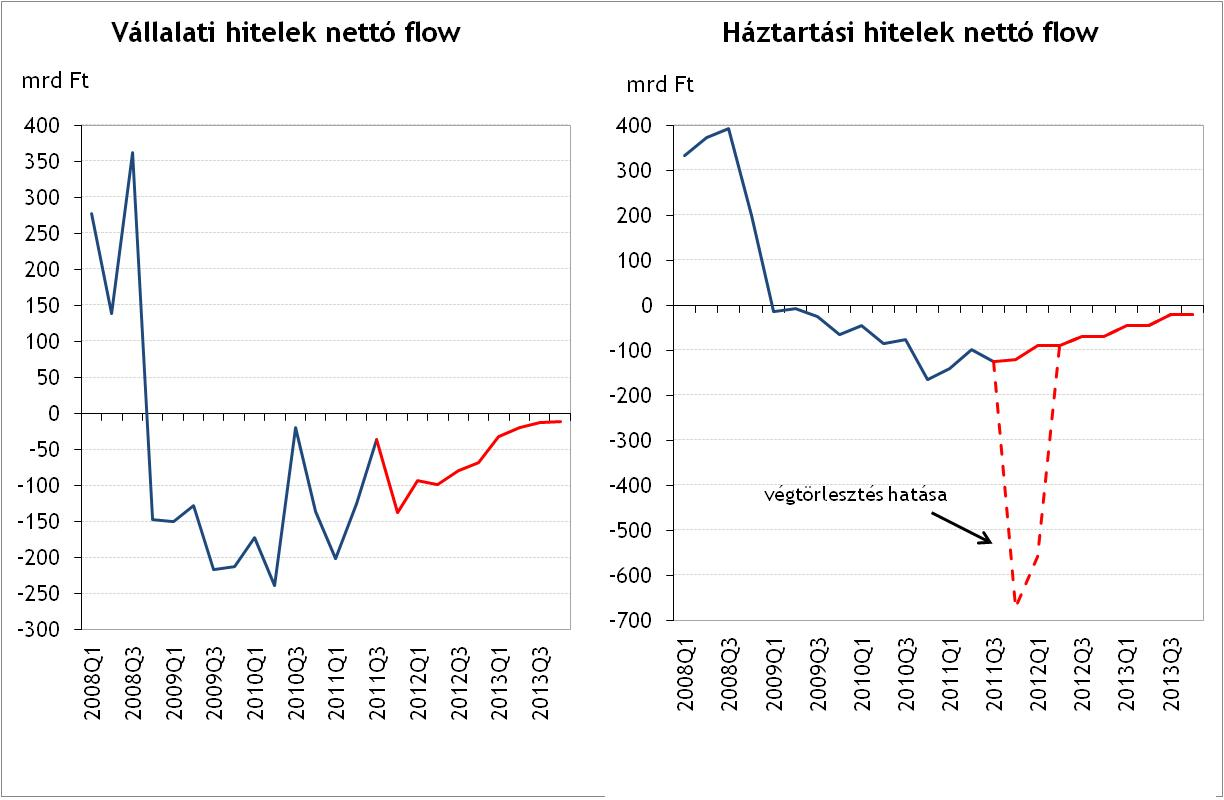 Vállalati hitelek nettó flow
mrd Ft
400
350
300
250
200
150
100
50
0
-50
-100
-150
-200
-250
-300
2008Q1
2008Q3
2009Q1
2009Q3
2010Q1
2010Q3
2011Q1
2011Q3
2012Q1
2012Q3
2013Q1
2013Q3
Háztartási hitelek nettó flow
mrd Ft
400
300
200
100
0
-100
-200
-300
-400
-500
-600
-700
végtörlesztés hatása
2008Q1
2008Q3
2009Q1
2009Q3
2010Q1
2010Q3
2011Q1
2011Q3
2012Q1
2012Q3
2013Q1
2013Q3